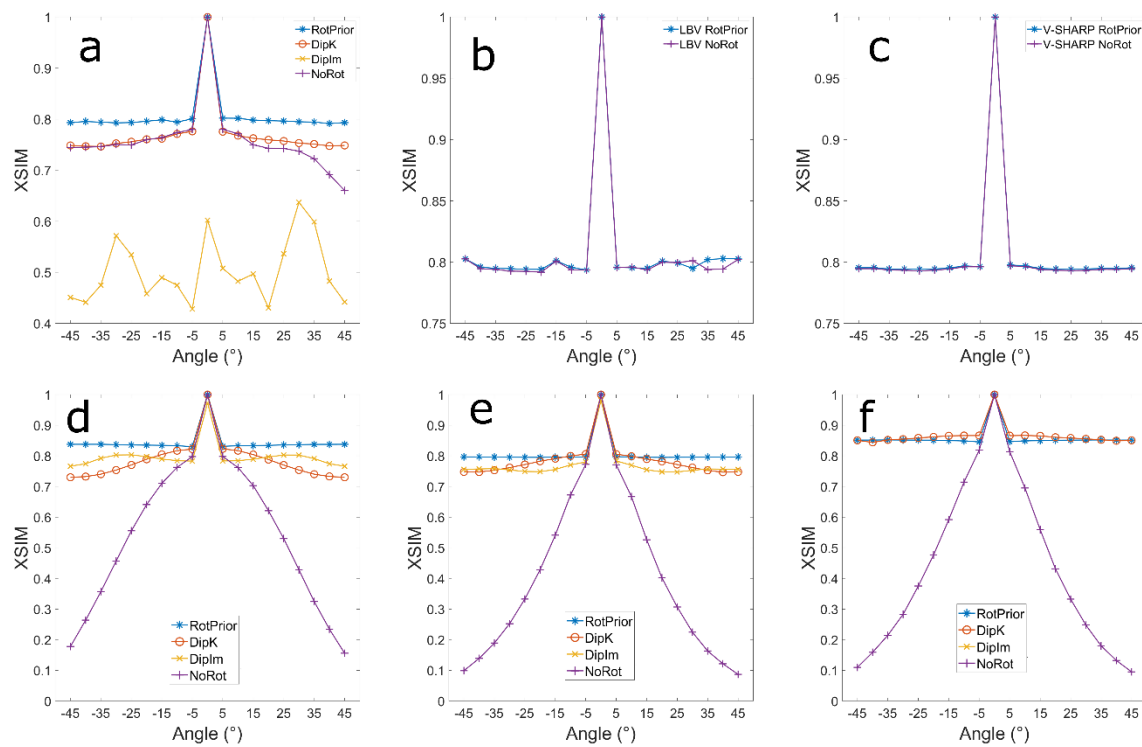 a
RotPrior
DipK
DipIm
NoRot
XSIM
1
0.9
0.8
0.7
0.6
0.5
0.4
-45 -35 -25 -15 -5 5 15 25 35 45
Angle (°)
b
LBV RotPrior
LBV NoRot
XSIM
1
0.95
0.9
0.85
0.8
0.75
-45 -35 -25 -15 -5 5 15 25 35 45
Angle (°)
c
V-SHARP RotPrior
V-SHARP NoRot
XSIM
1
0.95
0.9
0.85
0.8
0.75
-45 -35 -25 -15 -5 5 15 25 35 45
Angle (°)
d
XSIM
1
0.9
0.8
0.7
0.6
0.5
0.4
0.3
0.2
0.1
0
RotPrior
DipK
DipIm
NoRot
-45 -35 -25 -15 -5 5 15 25 35 45
Angle (°)
e
XSIM
1
0.9
0.8
0.7
0.6
0.5
0.4
0.3
0.2
0.1
0
RotPrior
DipK
DipIm
NoRot
-45 -35 -25 -15 -5 5 15 25 35 45
Angle (°)
f
XSIM
1
0.9
0.8
0.7
0.6
0.5
0.4
0.3
0.2
0.1
0
RotPrior
DipK
DipIm
NoRot
-45 -35 -25 -15 -5 5 15 25 35 45
Angle (°)